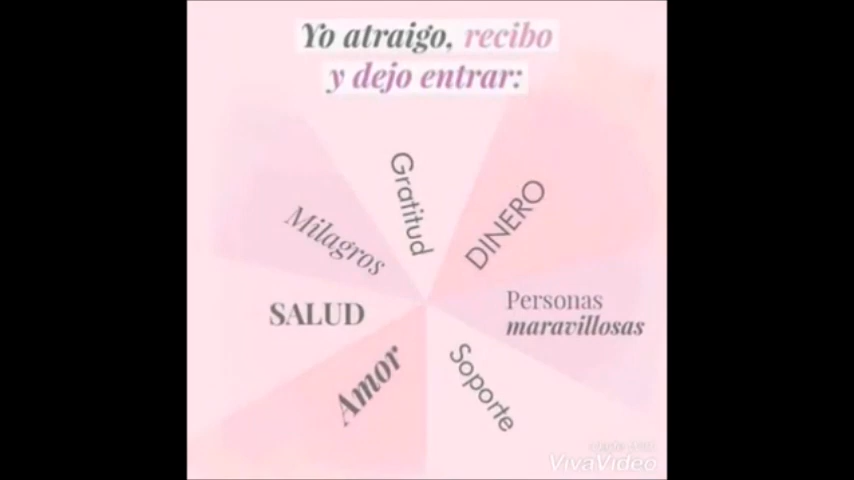 Yo atraigo, recibo
y dejo entrar:
Gratitud
DINERO
Personas
maravillosas
Soporte
Amor
SALUD
Milagros
VivaVideo